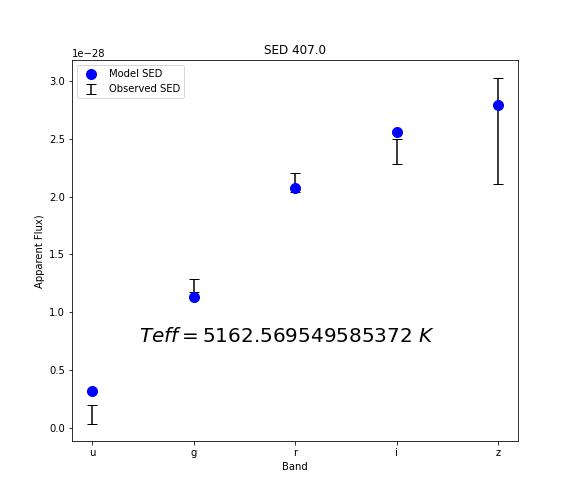 SED 407.0
1e−28
Model SED
Observed SED
3.0
2.5
2.0
1.5
1.0
0.5
0.0
Apparent Flux)
Teff = 5162.569549585372 K
u g r i z
Band